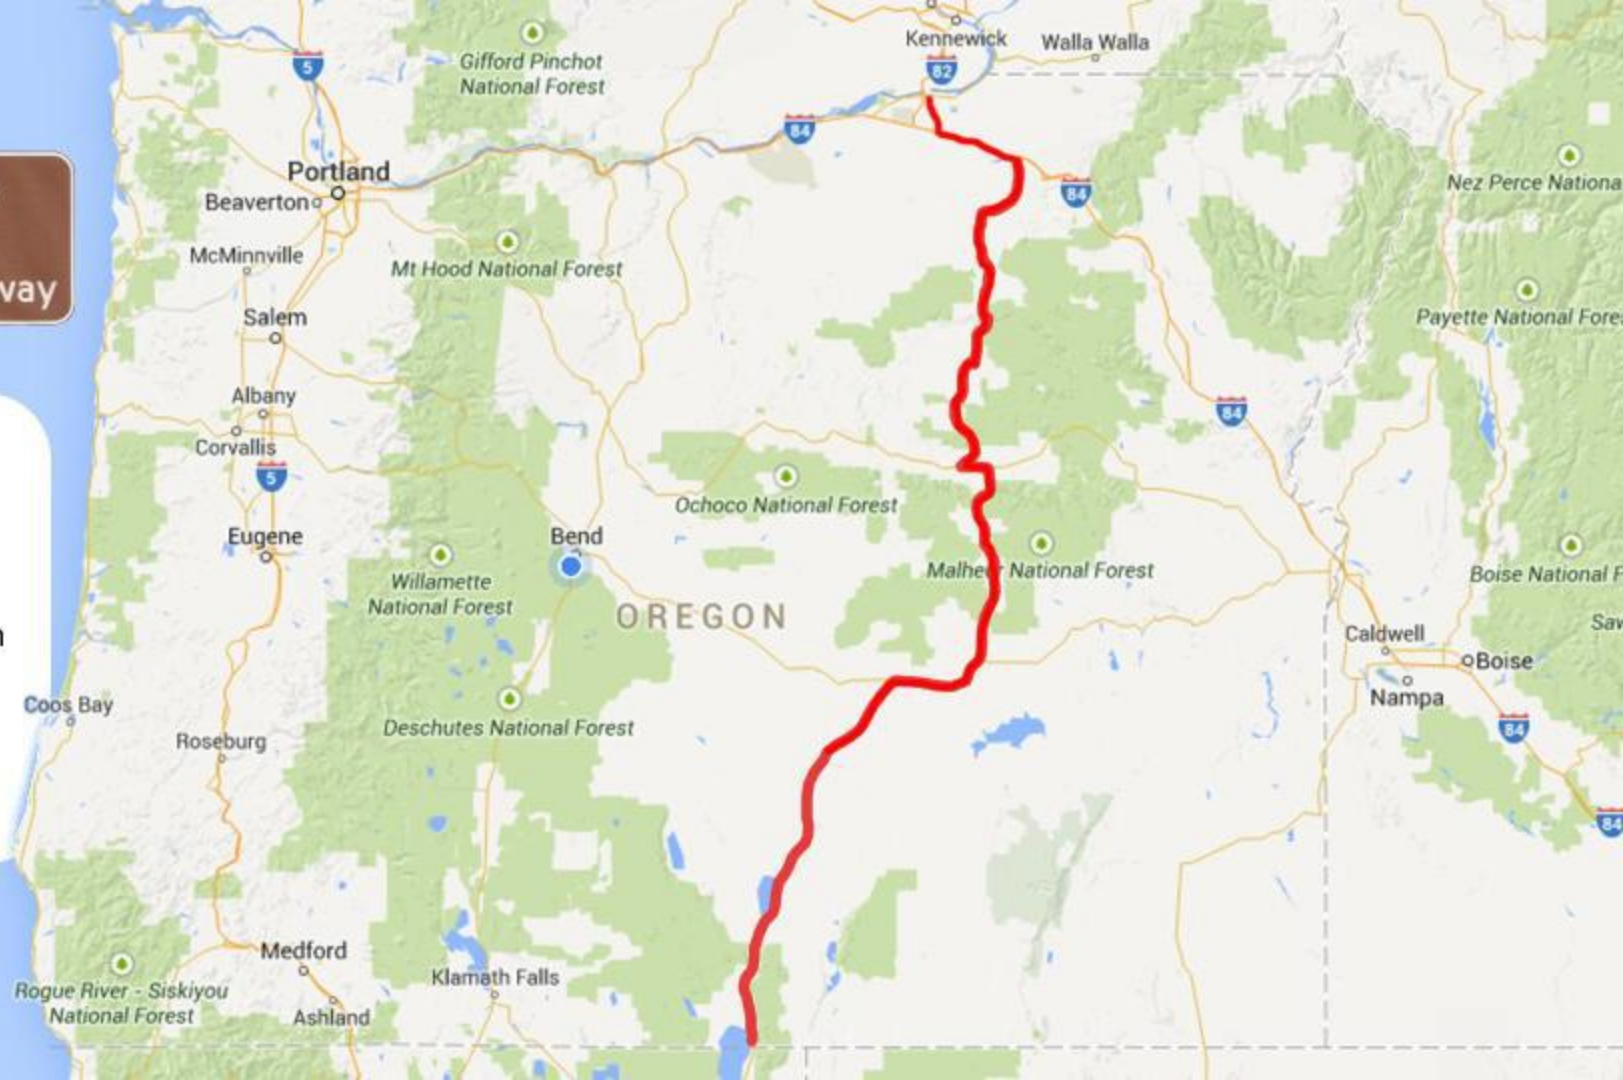 Kennewick
Walla Walla
Gifford Pinchot
National Forest
5
82
84
Portland
Beaverton
84
Nez Perce Nationa
McMinnville
Mt Hood National Forest
way
Salem
Payette National Fore
Albany
84
Corvallis
5
Ochoco National Forest
Eugene
Bend
Willamette
National Forest
Malheur National Forest
Boise National F
OREGON
Saw
n
Caldwell
Boise
Nampa
Coos Bay
Deschutes National Forest
84
Roseburg
84
Medford
Klamath Falls
Rogue River - Siskiyou
National Forest
Ashland